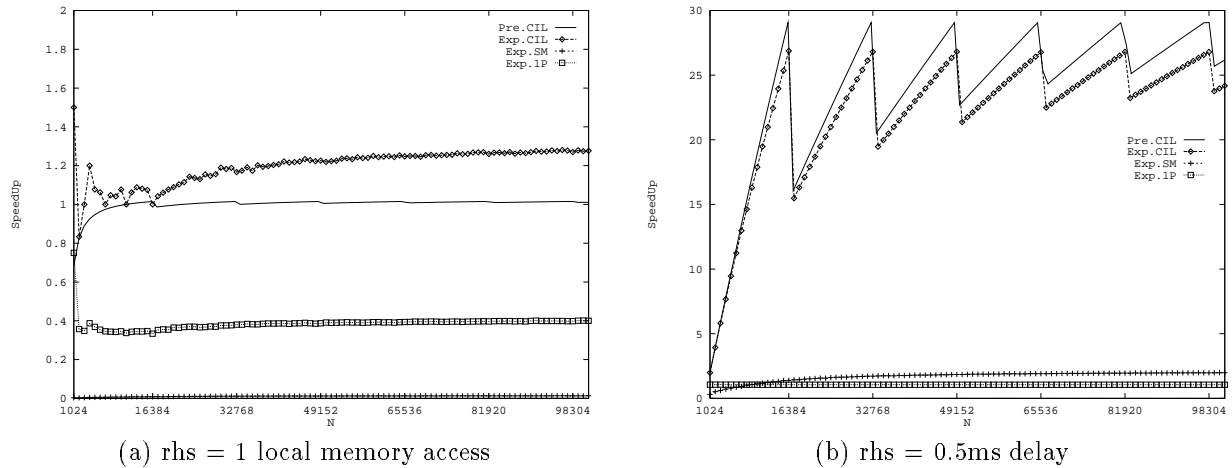 2
1.8
1.6
1.4
1.2
1
0.8
0.6
0.4
0.2
0
SpeedUp
1024 16384 32768 49152 65536 81920 98304
N
Pre.CIL
Exp.CIL
Exp.SM
Exp.1P
(a) rhs = 1 local memory access
30
25
20
15
10
5
0
SpeedUp
1024 16384 32768 49152 65536 81920 98304
N
Pre.CIL
Exp.CIL
Exp.SM
Exp.1P
(b) rhs = 0.5ms delay